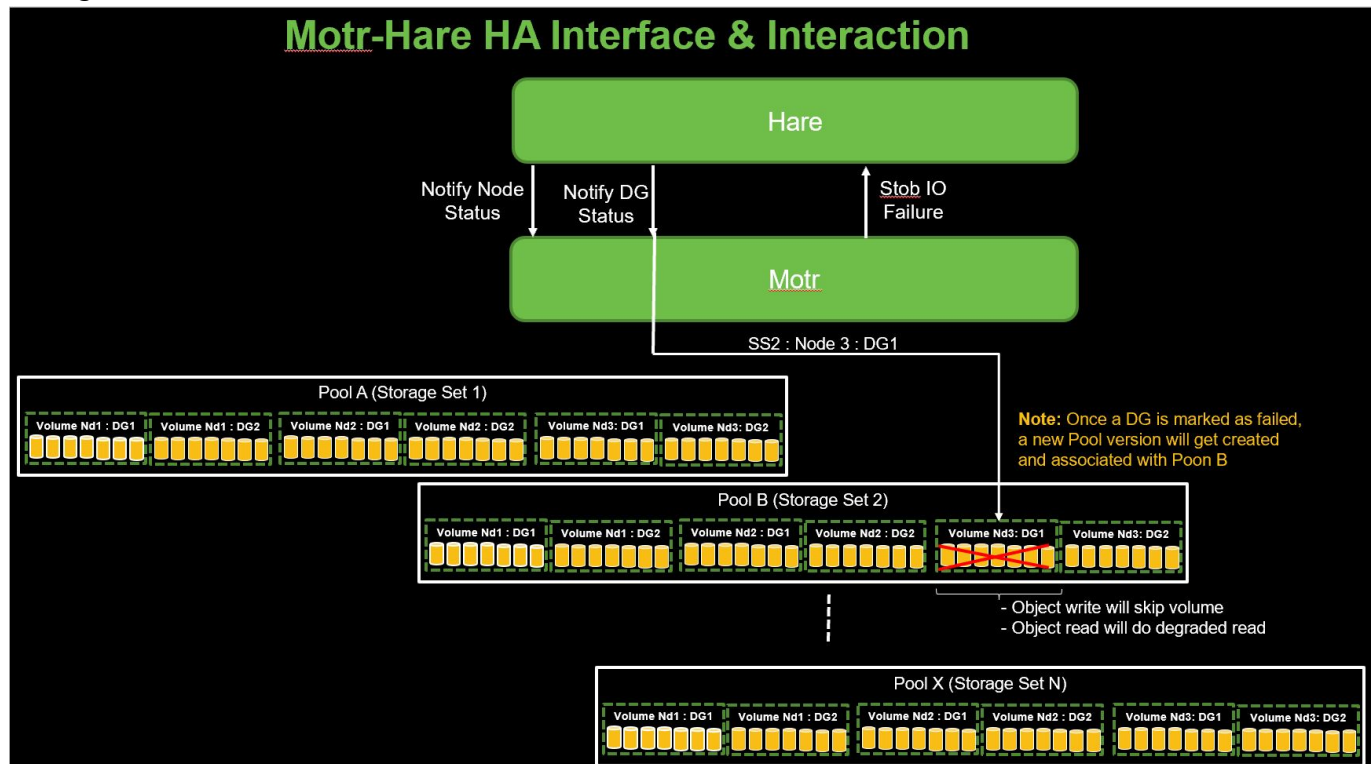 Motr-Hare HA Interface & Interaction
Hare
Notify Node
Status
Notify DG
Status
Stob IO
Failure
Motr
SS2 : Node 3 : DG1
Pool A (Storage Set 1)
Volume Nd1 : DG1
Volume Nd1 : DG2
Volume Nd2 : DG1
Volume Nd2 : DG2
Volume Nd3: DG1
Volume Nd3: DG2
Note: Once a DG is marked as failed,
a new Pool version will get created
and associated with Poon B
Pool B (Storage Set 2)
Volume Nd1 : DG1
Volume Nd1 : DG2
Volume Nd2 : DG1
Volume Nd2 : DG2
Volume Nd3: DG1
Volume Nd3: DG2
- Object write will skip volume
- Object read will do degraded read
Pool X (Storage Set N)
Volume Nd1 : DG1
Volume Nd1 : DG2
Volume Nd2 : DG1
Volume Nd2 : DG2
Volume Nd3: DG1
Volume Nd3: DG2